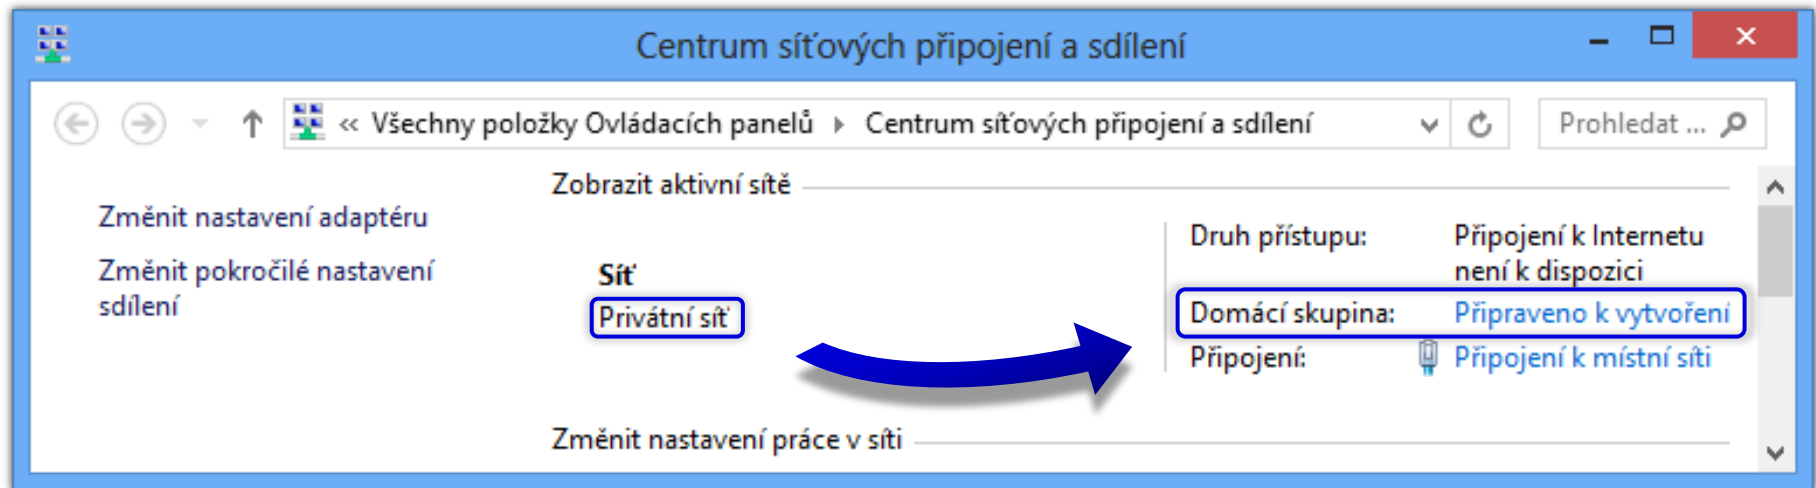 Centrum síťových připojení a sdílení
« Všechny položky Ovládacích panelů ▸ Centrum síťových připojení a sdílení
Prohledat ...
Změnit nastavení adaptéru
Změnit pokročilé nastavení
sdílení
Zobrazit aktivní sítě
Síť
Privátní síť
Druh přístupu: Připojení k Internetu
není k dispozici
Domácí skupina: Připraveno k vytvoření
Připojení: Připojení k místní síti
Změnit nastavení práce v síti